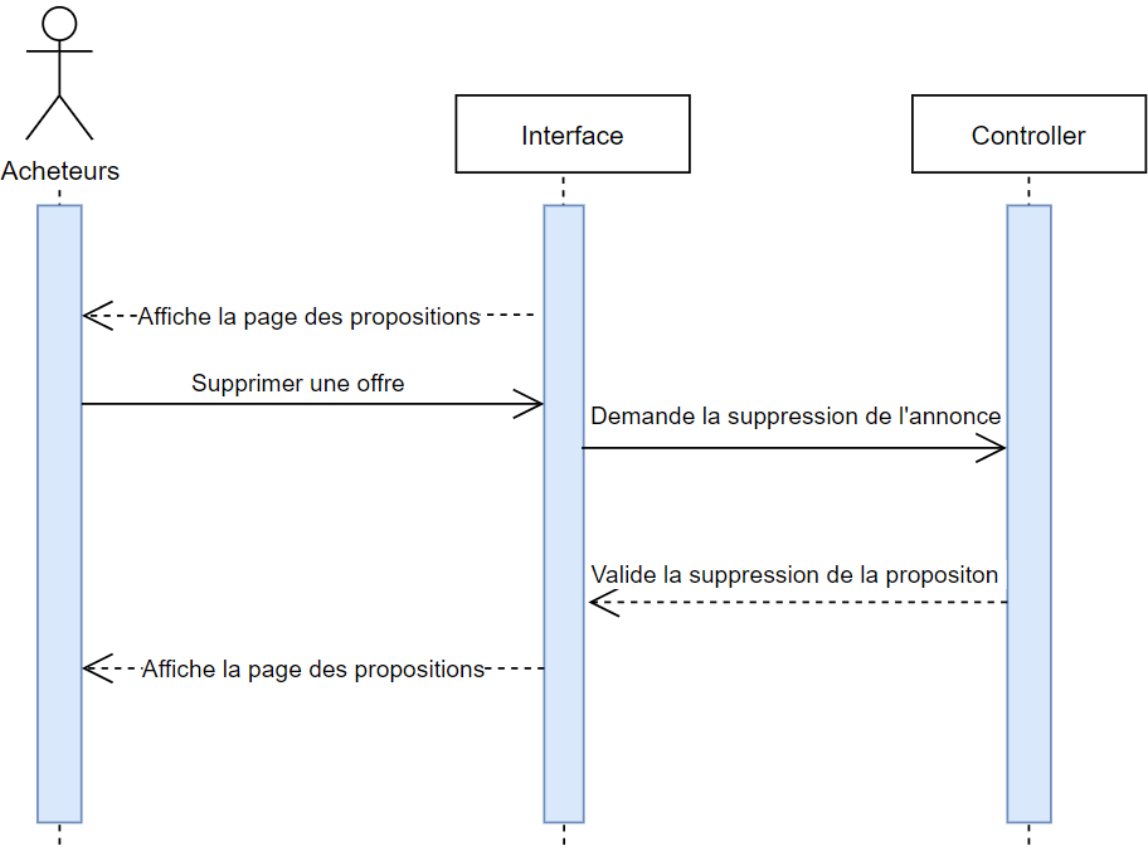 Acheteurs
Interface
Controller
Affiche la page des propositions
Supprimer une offre
Demande la suppression de l'annonce
Valide la suppression de la propositon
Affiche la page des propositions